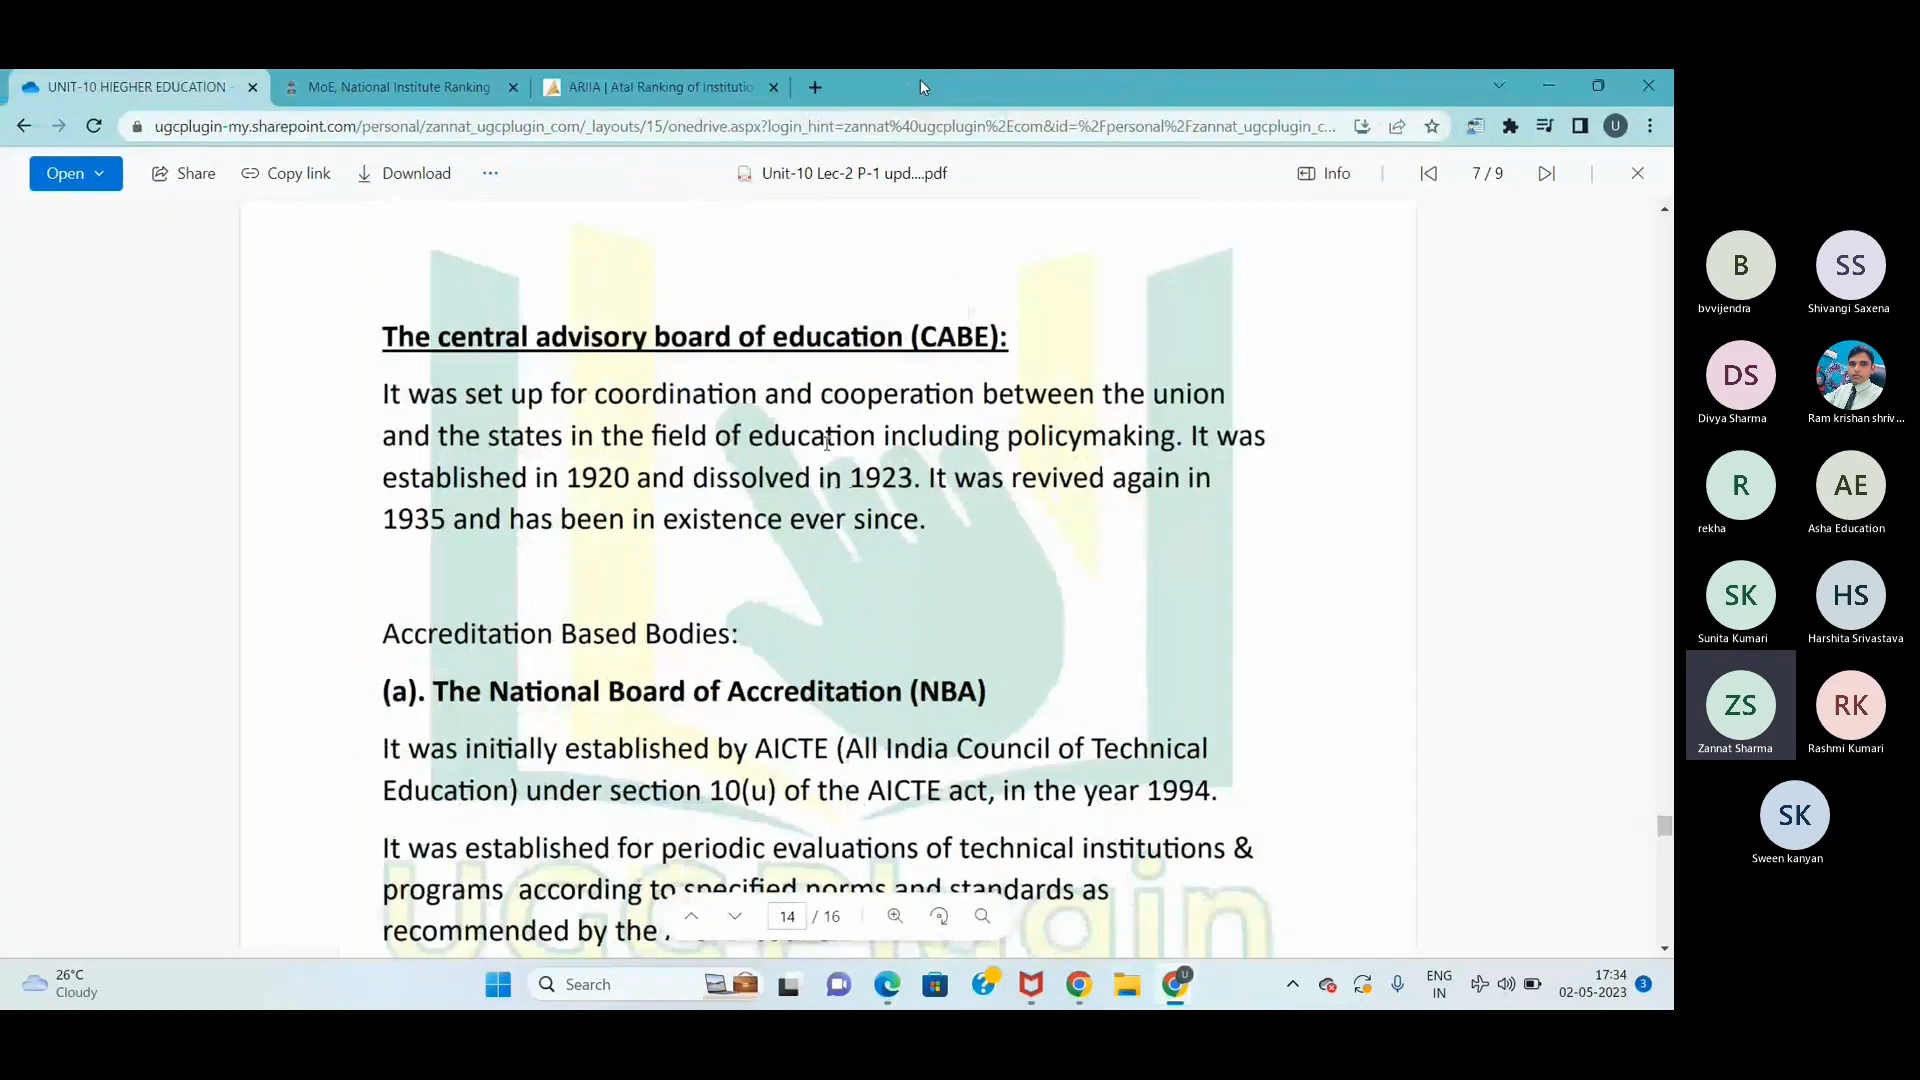 UNIT-10 HIEGHER EDUCATION -
MoE, National Institute Ranking
ARIIA | Atal Ranking of Institutio
ugcplugin-my.sharepoint.com/personal/zannat_ugcplugin_com/_layouts/15/onedrive.aspx?login_hint=zannat%40ugcplugin%2Ecom&id=%2Fpersonal%2Fzannat_ugcplugin_c...
U
Open
Share
Copy link
Download
Unit-10 Lec-2 P-1 upd....pdf
Info
7 / 9
The central advisory board of education (CABE):
It was set up for coordination and cooperation between the union
and the states in the field of education including policymaking. It was
established in 1920 and dissolved in 1923. It was revived again in
1935 and has been in existence ever since.
Accreditation Based Bodies:
(a). The National Board of Accreditation (NBA)
It was initially established by AICTE (All India Council of Technical
Education) under section 10(u) of the AICTE act, in the year 1994.
It was established for periodic evaluations of technical institutions &
programs according to specified norms and standards as
recommended by the
UGCPlugin
14 / 16
B
bvvijendra
SS
Shivangi Saxena
DS
Divya Sharma
Ram krishan shriv...
R
rekha
AE
Asha Education
SK
Sunita Kumari
HS
Harshita Srivastava
ZS
Zannat Sharma
RK
Rashmi Kumari
SK
Sween kanyan
26°C
Cloudy
Search
U
ENG
IN
17:34
02-05-2023
3